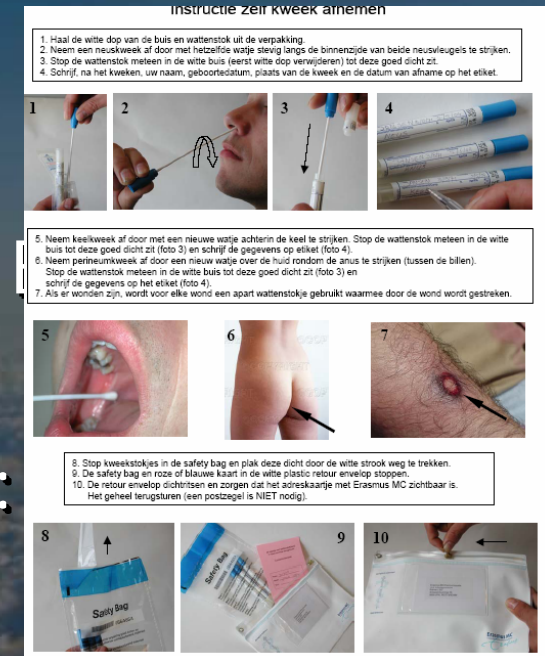 Instructie zelf kweek afnemen
1. Haal de witte dop van de buis en wattenstok uit de verpakking.
2. Neem een neuskweek af door met hetzelfde watje stevig langs de binnenzijde van beide neusvleugels te strijken.
3. Stop de wattenstok meteen in de witte buis (eerst witte dop verwijderen) tot deze goed dicht zit.
4. Schrijf, na het kweken, uw naam, geboortedatum, plaats van de kweek en de datum van afname op het etiket.
1 2 3 4
5. Neem keelkweek af door met een nieuwe watje achterin de keel te strijken. Stop de wattenstok meteen in de witte
buis tot deze goed dicht zit (foto 3) en schrijf de gegevens op etiket (foto 4).
6. Neem perineumkweek af door een nieuw watje over de huid rondom de anus te strijken (tussen de billen).
Stop de wattenstok meteen in de witte buis tot deze goed dicht zit (foto 3) en
schrijf de gegevens op het etiket (foto 4).
7. Als er wonden zijn, wordt voor elke wond een apart wattenstokje gebruikt waarmee door de wond wordt gestreken.
5 6 7
8. Stop kweekstokjes in de safety bag en plak deze dicht door de witte strook weg te trekken.
9. De safety bag en roze of blauwe kaart in de witte plastic retour envelop stoppen.
10. De retour envelop dichtritsen en zorgen dat het adreskaartje met Erasmus MC zichtbaar is.
Het geheel terugsturen (een postzegel is NIET nodig).
8 9 10
Safety Bag
Safety Bag